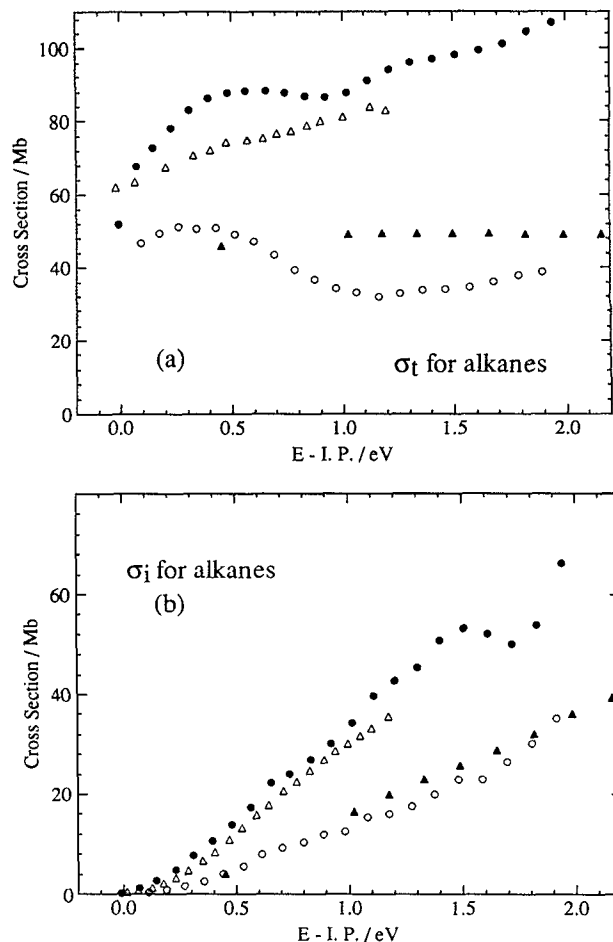 100
80
60
40
20
0
Cross Section / Mb
(a)
σt for alkanes
0.0 0.5 1.0 1.5 2.0
E - I. P. / eV
σi for alkanes
(b)
60
40
20
0
Cross Section / Mb
0.0 0.5 1.0 1.5 2.0
E - I. P. / eV